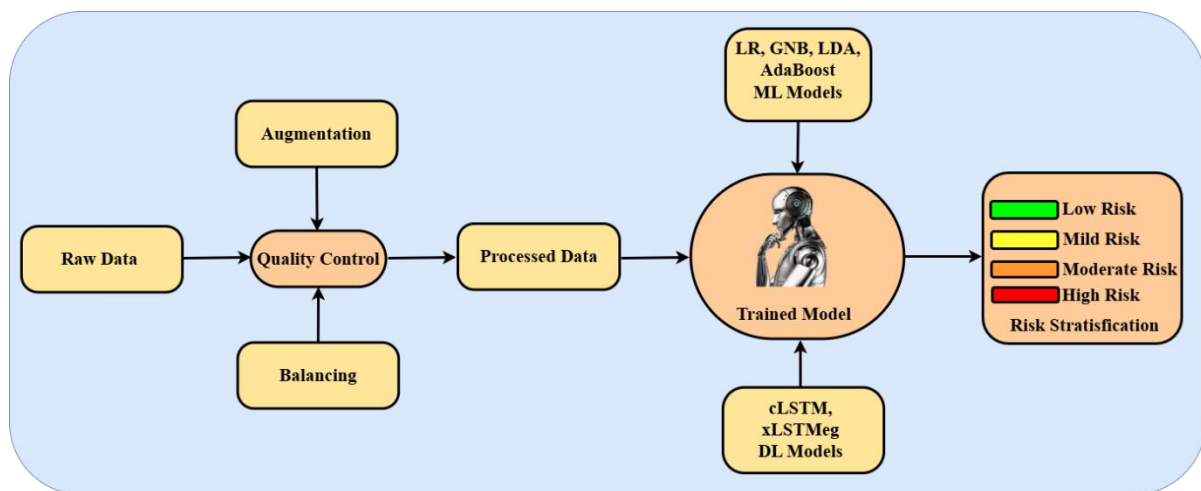 LR, GNB, LDA,
AdaBoost
ML Models
Augmentation
Raw Data
Quality Control
Processed Data
Trained Model
Low Risk
Mild Risk
Moderate Risk
High Risk
Risk Stratisfication
Balancing
cLSTM,
xLSTMeg
DL Models